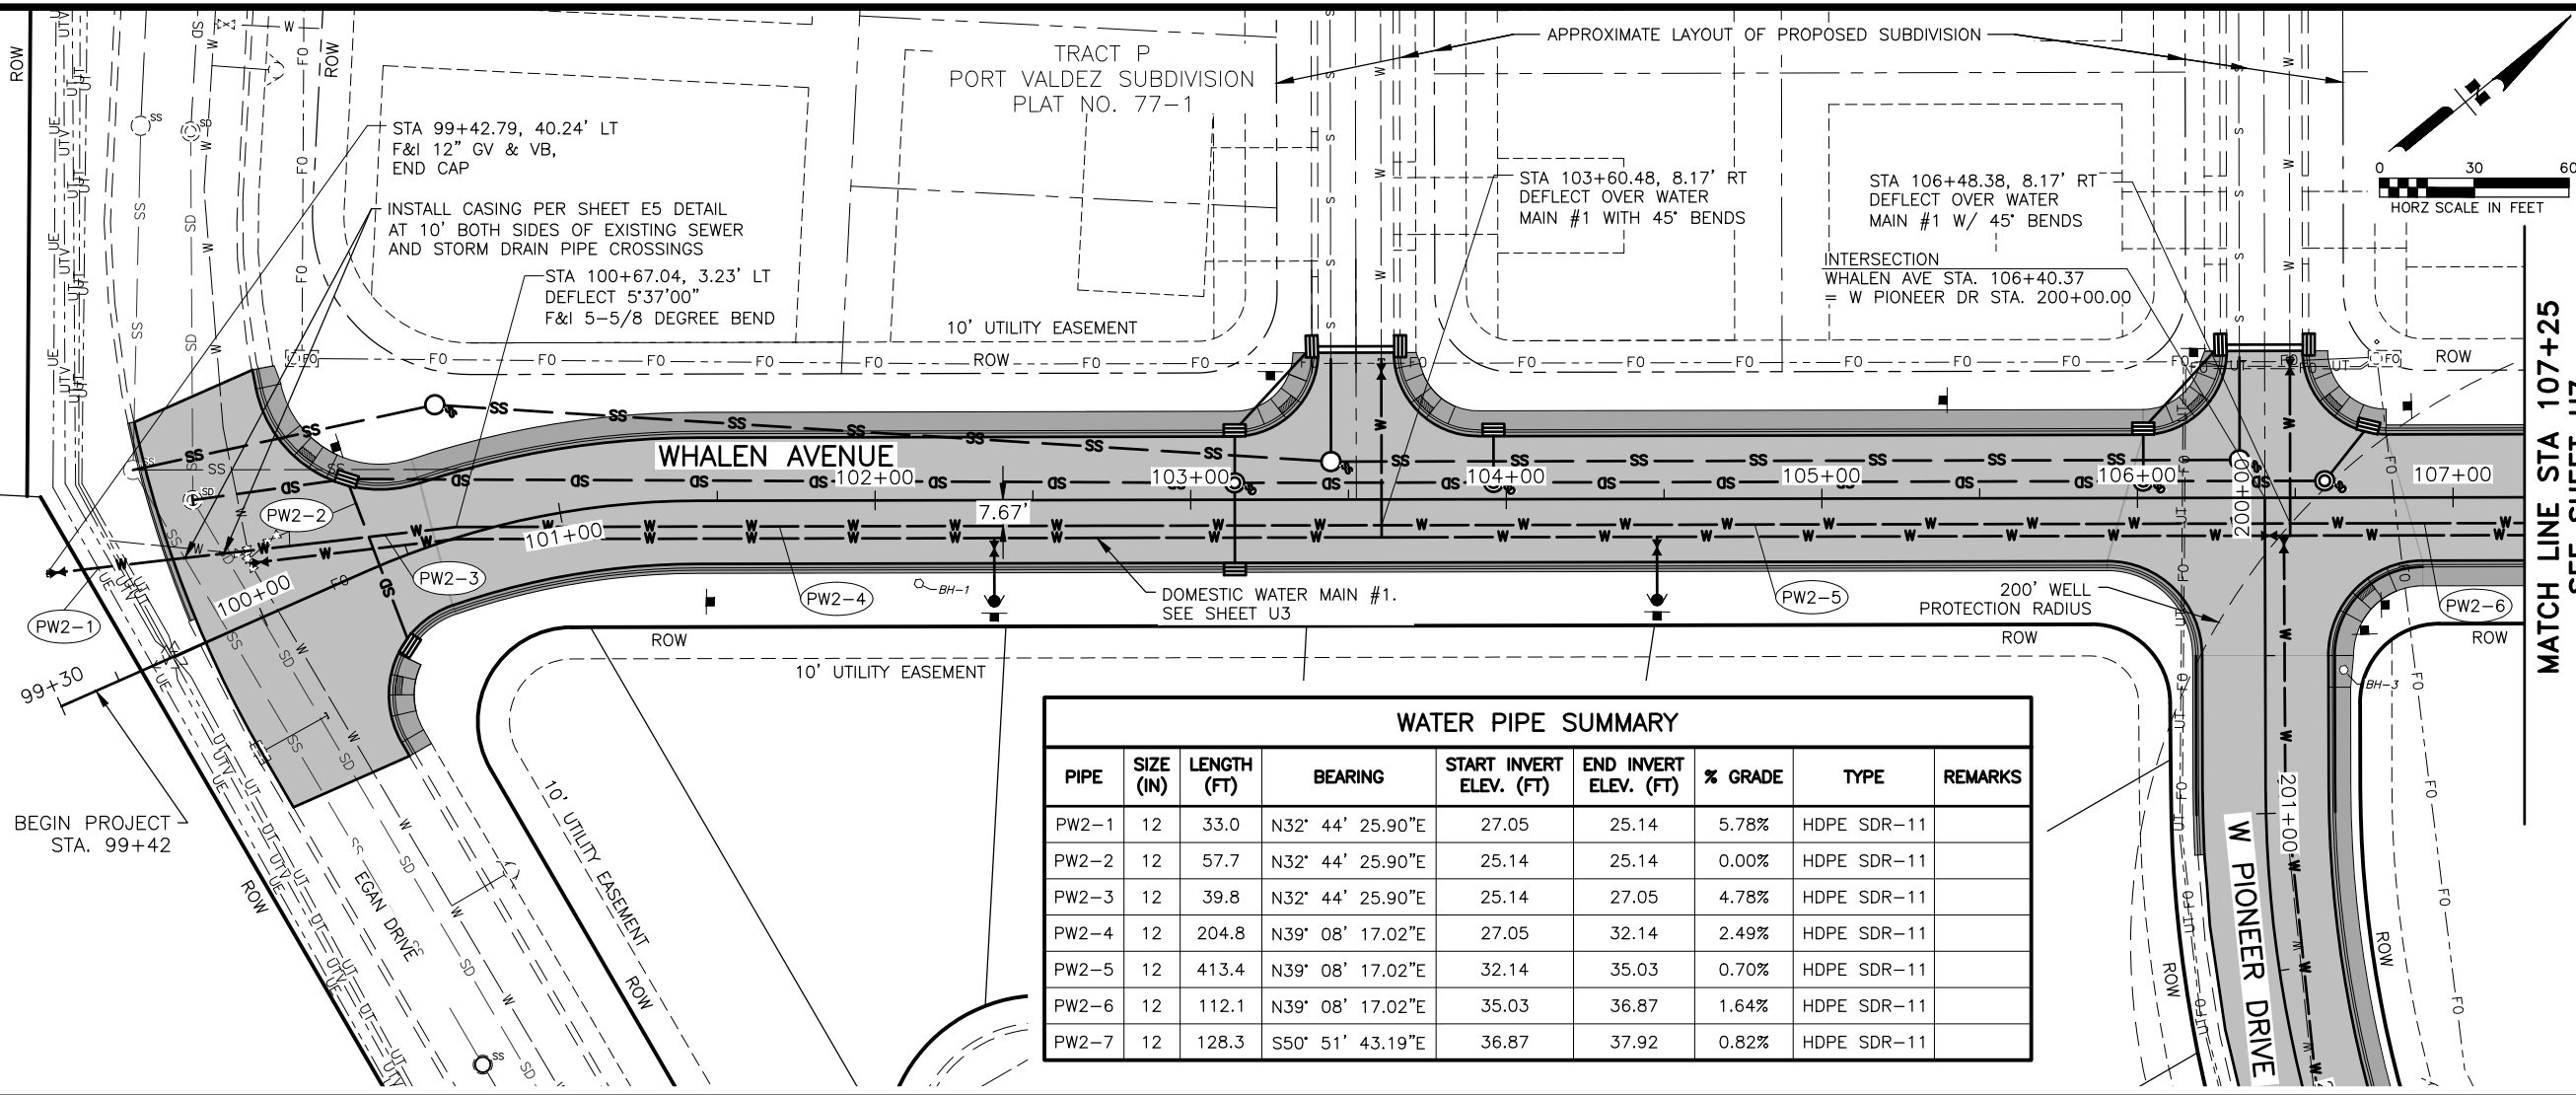 TRACT P
PORT VALDEZ SUBDIVISION
PLAT NO. 77-1
APPROXIMATE LAYOUT OF PROPOSED SUBDIVISION
0 30 60
HORZ SCALE IN FEET
N
STA 99+42.79, 40.24' LT
F&I 12" GV & VB,
END CAP
INSTALL CASING PER SHEET E5 DETAIL
AT 10' BOTH SIDES OF EXISTING SEWER
AND STORM DRAIN PIPE CROSSINGS
STA 100+67.04, 3.23' LT
DEFLECT 5°37'00"
F&I 5-5/8 DEGREE BEND
STA 103+60.48, 8.17' RT
DEFLECT OVER WATER
MAIN #1 WITH 45° BENDS
STA 106+48.38, 8.17' RT
DEFLECT OVER WATER
MAIN #1 W/ 45° BENDS
INTERSECTION
WHALEN AVE STA. 106+40.37
= W PIONEER DR STA. 200+00.00
10' UTILITY EASEMENT
ROW
ROW
ROW
ROW
WHALEN AVENUE
99+30
100+00
101+00
102+00
103+00
104+00
105+00
106+00
107+00
200+00
201+00
7.67'
PW2-1
PW2-2
PW2-3
PW2-4
PW2-5
PW2-6
BH-1
BH-3
DOMESTIC WATER MAIN #1.
SEE SHEET U3
200' WELL
PROTECTION RADIUS
MATCH LINE STA 107+25
SEE SHEET U7
ROW
10' UTILITY EASEMENT
ROW
ROW
BEGIN PROJECT
STA. 99+42
EGAN DRIVE
ROW
10' UTILITY EASEMENT
ROW
W PIONEER DRIVE
ROW
ROW
WATER PIPE SUMMARY
PIPE SIZE (IN) LENGTH (FT) BEARING START INVERT ELEV. (FT) END INVERT ELEV. (FT) % GRADE TYPE REMARKS
PW2-1 12 33.0 N32° 44' 25.90"E 27.05 25.14 5.78% HDPE SDR-11
PW2-2 12 57.7 N32° 44' 25.90"E 25.14 25.14 0.00% HDPE SDR-11
PW2-3 12 39.8 N32° 44' 25.90"E 25.14 27.05 4.78% HDPE SDR-11
PW2-4 12 204.8 N39° 08' 17.02"E 27.05 32.14 2.49% HDPE SDR-11
PW2-5 12 413.4 N39° 08' 17.02"E 32.14 35.03 0.70% HDPE SDR-11
PW2-6 12 112.1 N39° 08' 17.02"E 35.03 36.87 1.64% HDPE SDR-11
PW2-7 12 128.3 S50° 51' 43.19"E 36.87 37.92 0.82% HDPE SDR-11